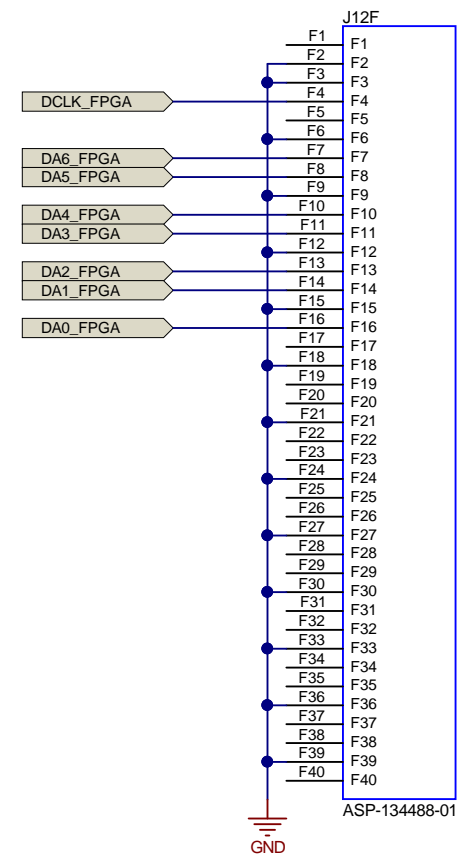 J12F
F1 F1
F2 F2
F3 F3
DCLK_FPGA F4 F4
F5 F5
F6 F6
DA6_FPGA F7 F7
DA5_FPGA F8 F8
F9 F9
DA4_FPGA F10 F10
DA3_FPGA F11 F11
F12 F12
DA2_FPGA F13 F13
DA1_FPGA F14 F14
F15 F15
DA0_FPGA F16 F16
F17 F17
F18 F18
F19 F19
F20 F20
F21 F21
F22 F22
F23 F23
F24 F24
F25 F25
F26 F26
F27 F27
F28 F28
F29 F29
F30 F30
F31 F31
F32 F32
F33 F33
F34 F34
F35 F35
F36 F36
F37 F37
F38 F38
F39 F39
F40 F40
ASP-134488-01
GND